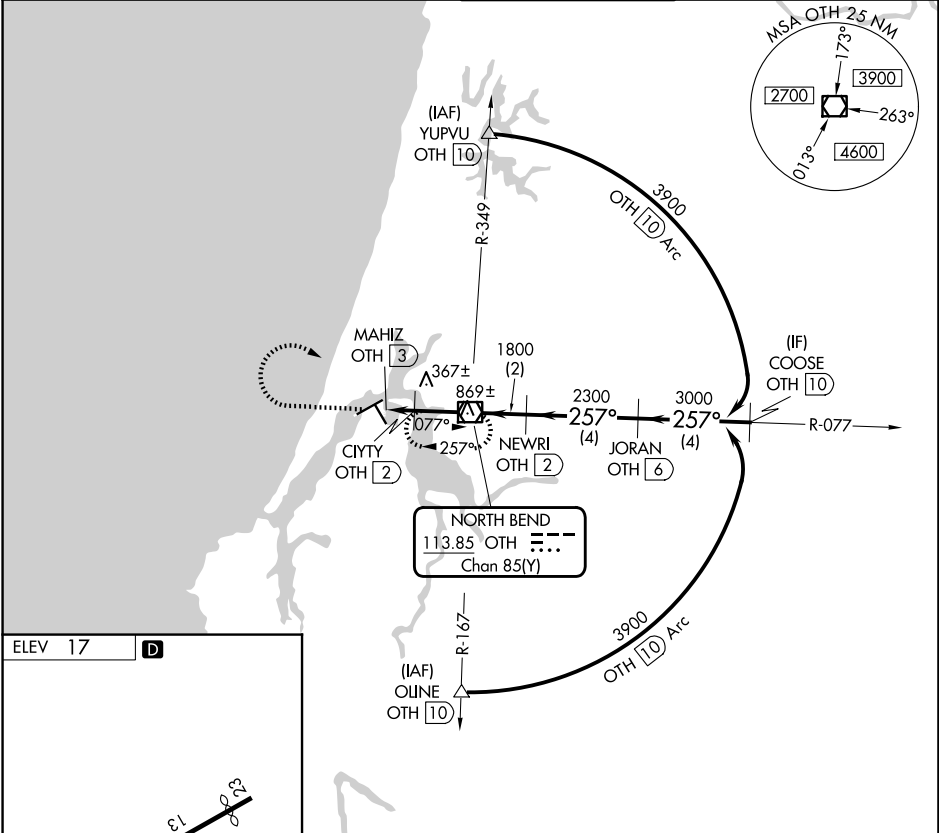 MSA OTH 25 NM
173°
3900
2700
263°
013°
4600
(IAF)
YUPVU
OTH 10
R-349
3900
OTH 10 Arc
MAHIZ
OTH 3
367±
869±
1800
(2)
2300
257°
(4)
3000
257°
(4)
(IF)
COOSE
OTH 10
R-077
077°
257°
CIYTY
OTH 2
NEWRI
OTH 2
JORAN
OTH 6
NORTH BEND
113.85 OTH
Chan 85(Y)
R-167
3900
OTH 10 Arc
(IAF)
OLINE
OTH 10
ELEV 17 D
23
13